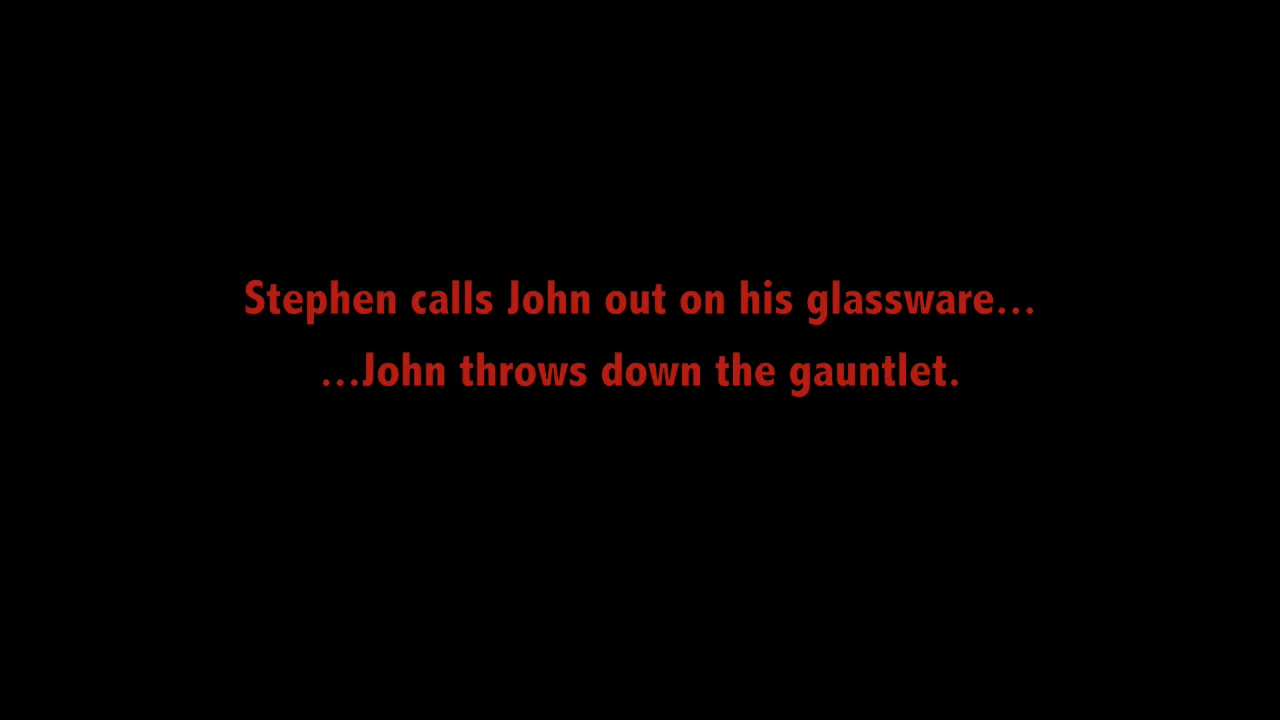 Stephen calls John out on his glassware...
...John throws down the gauntlet.